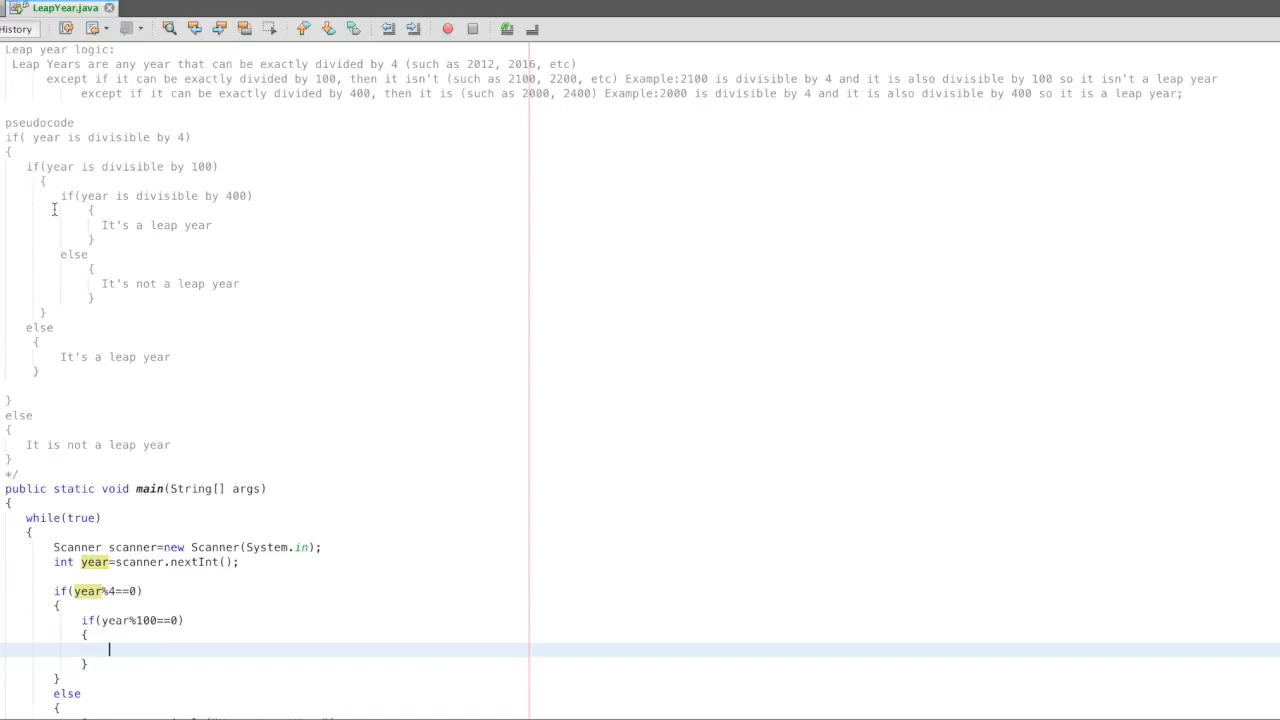 LeapYear.java
History
Leap year logic:
Leap Years are any year that can be exactly divided by 4 (such as 2012, 2016, etc)
except if it can be exactly divided by 100, then it isn't (such as 2100, 2200, etc) Example:2100 is divisible by 4 and it is also divisible by 100 so it isn't a leap year
except if it can be exactly divided by 400, then it is (such as 2000, 2400) Example:2000 is divisible by 4 and it is also divisible by 400 so it is a leap year;
pseudocode
if( year is divisible by 4)
{
if(year is divisible by 100)
{
if(year is divisible by 400)
{
It's a leap year
}
else
{
It's not a leap year
}
}
else
{
It's a leap year
}
}
else
{
It is not a leap year
}
*/
public static void main(String[] args)
{
while(true)
{
Scanner scanner=new Scanner(System.in);
int year=scanner.nextInt();
if(year%4==0)
{
if(year%100==0)
{
}
}
else
{